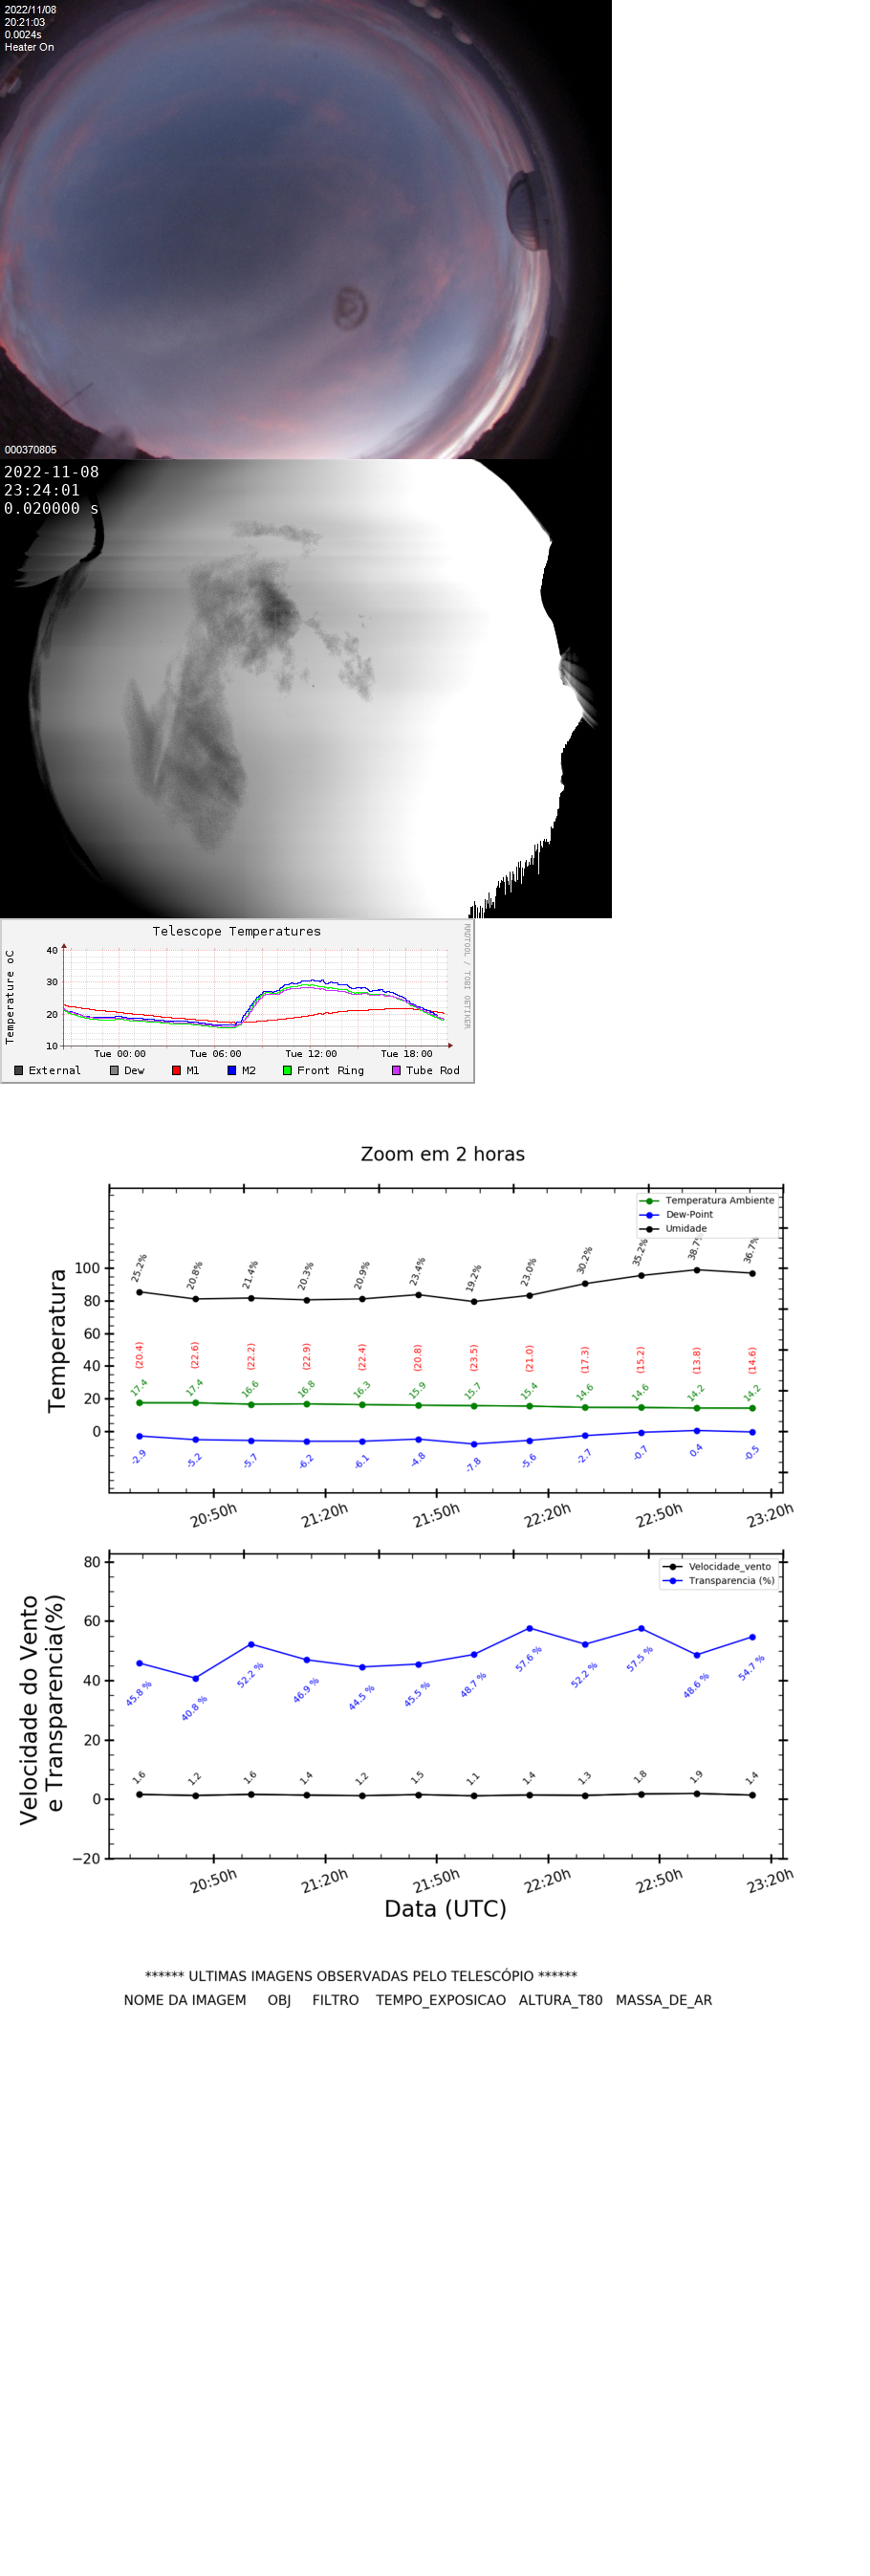 2022/11/08
20:21:03
0.0024s
Heater On
000370805
2022-11-08
23:24:01
0.020000 s
Telescope Temperatures
RRDTOOL / TOBI OETIKER
Temperature oC
40
30
20
10
Tue 00:00 Tue 06:00 Tue 12:00 Tue 18:00
External Dew M1 M2 Front Ring Tube Rod
Zoom em 2 horas
Temperatura Ambiente
Dew-Point
Umidade
Temperatura
100
80
60
40
20
0
25.2% 20.8% 21.4% 20.3% 20.9% 23.4% 19.2% 23.0% 30.2% 35.2% 38.7% 36.7%
(20.4) (22.6) (22.2) (22.9) (22.4) (20.8) (23.5) (21.0) (17.3) (15.2) (13.8) (14.6)
17.4 17.4 16.6 16.8 16.3 15.9 15.7 15.4 14.6 14.6 14.2 14.2
-2.9 -5.2 -5.7 -6.2 -6.1 -4.8 -7.8 -5.6 -2.7 -0.7 0.4 -0.5
20:50h 21:20h 21:50h 22:20h 22:50h 23:20h
Velocidade_vento
Transparencia (%)
Velocidade do Vento
e Transparencia(%)
80
60
40
20
0
−20
45.8 % 40.8 % 52.2 % 46.9 % 44.5 % 45.5 % 48.7 % 57.6 % 52.2 % 57.5 % 48.6 % 54.7 %
1.6 1.2 1.6 1.4 1.2 1.5 1.1 1.4 1.3 1.8 1.9 1.4
20:50h 21:20h 21:50h 22:20h 22:50h 23:20h
Data (UTC)
****** ULTIMAS IMAGENS OBSERVADAS PELO TELESCÓPIO ******
NOME DA IMAGEM OBJ FILTRO TEMPO_EXPOSICAO ALTURA_T80 MASSA_DE_AR